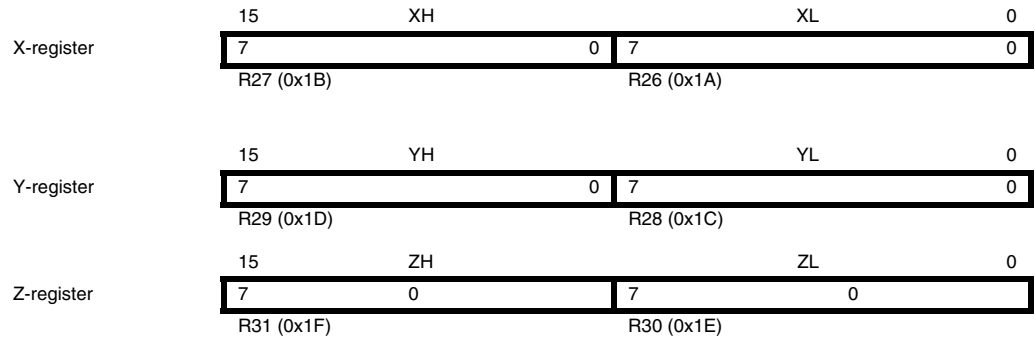 15 XH XL 0
X-register 7 0 7 0
R27 (0x1B) R26 (0x1A)
15 YH YL 0
Y-register 7 0 7 0
R29 (0x1D) R28 (0x1C)
15 ZH ZL 0
Z-register 7 0 7 0
R31 (0x1F) R30 (0x1E)